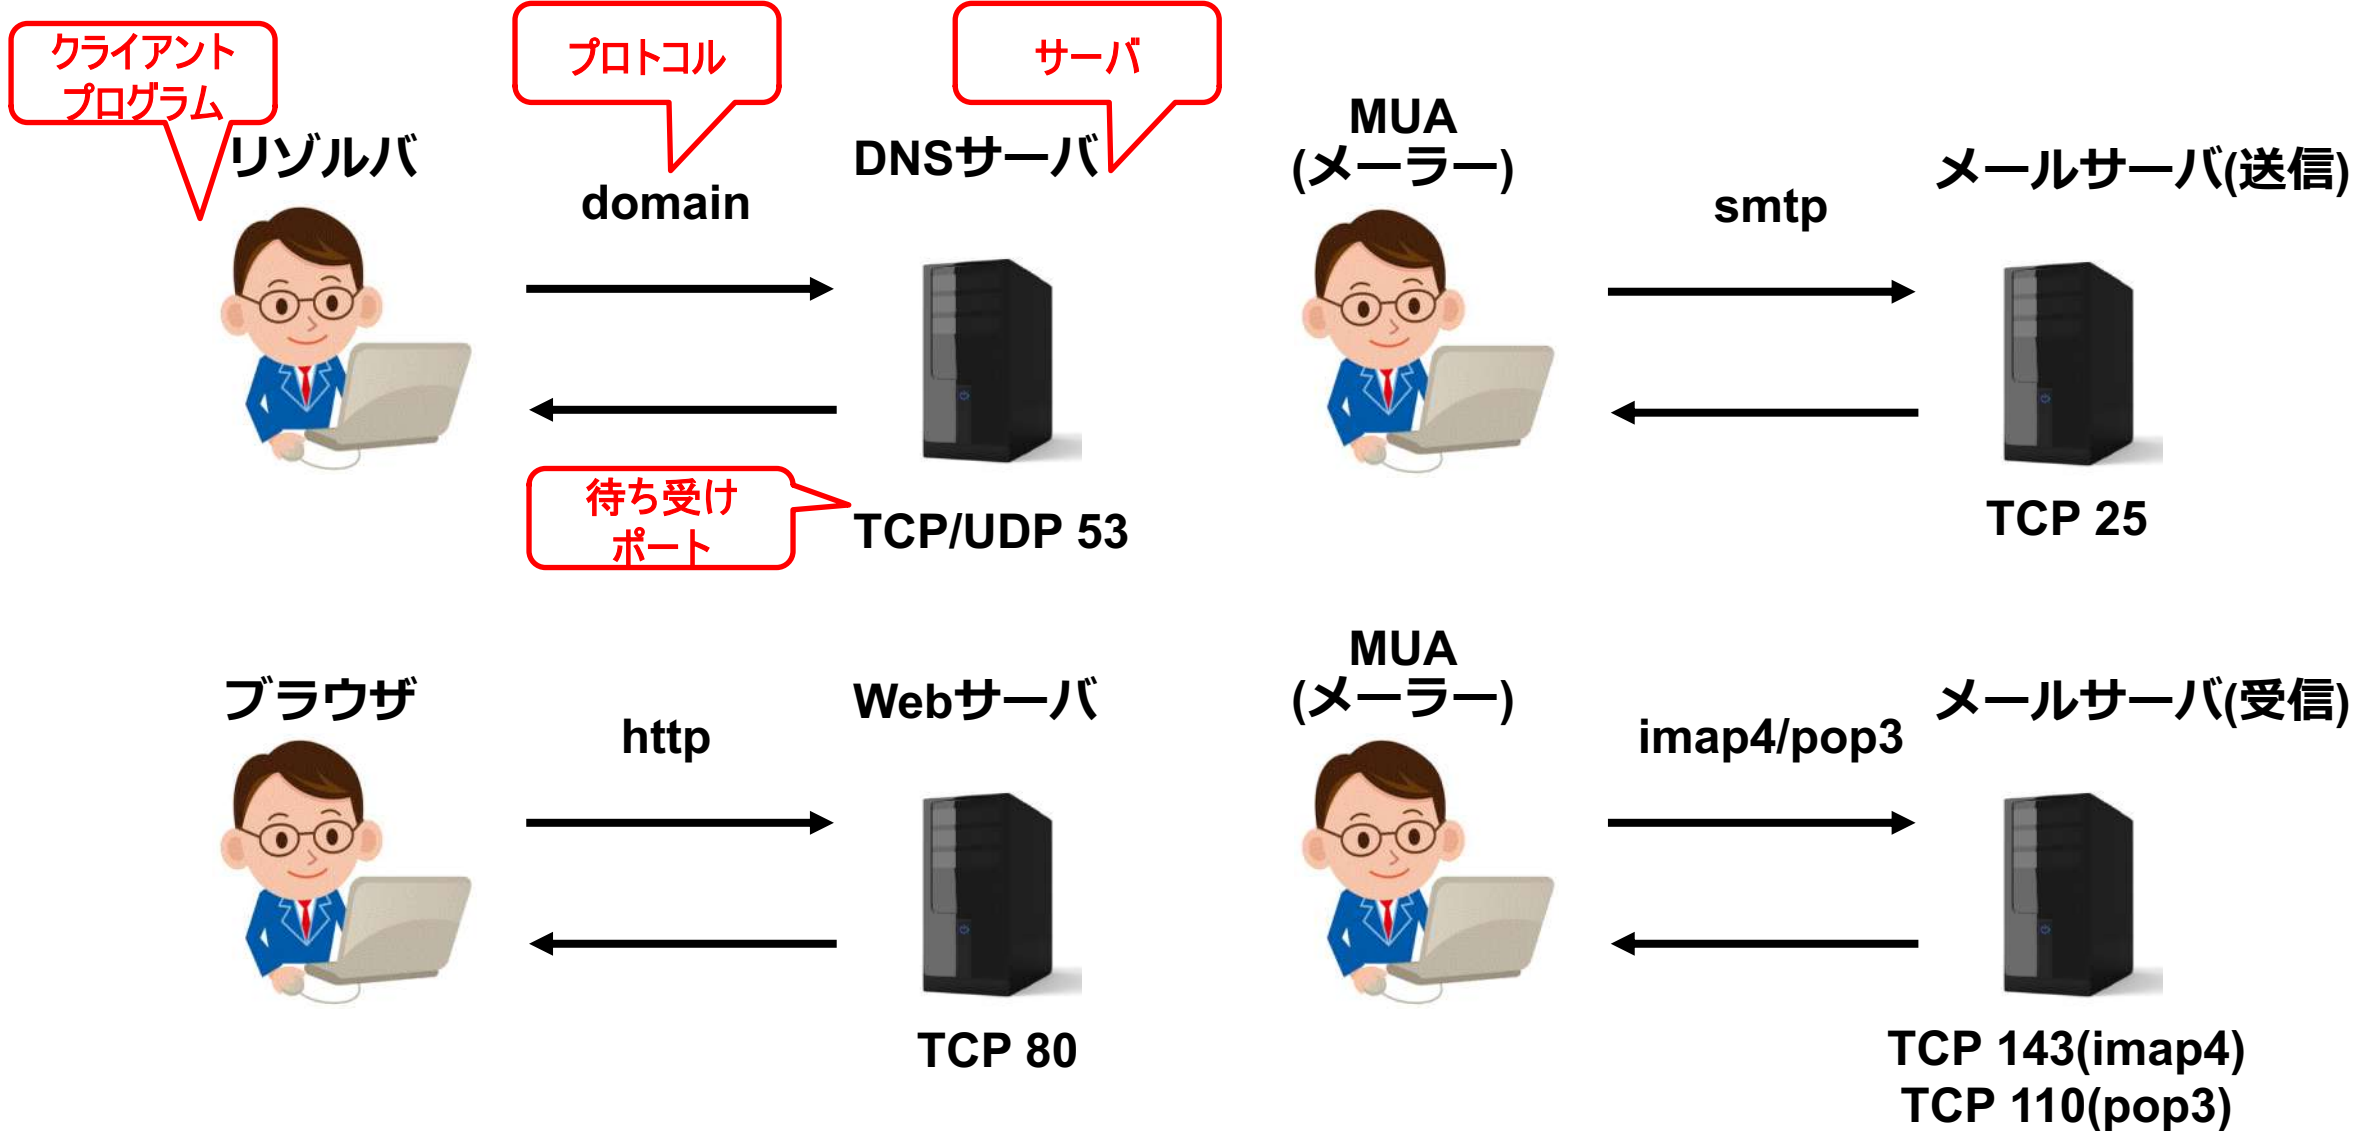 クライアント
プログラム
プロトコル
サーバ
リゾルバ
domain
DNSサーバ
待ち受け
ポート
TCP/UDP 53
MUA
(メーラー)
smtp
メールサーバ(送信)
TCP 25
ブラウザ
http
Webサーバ
TCP 80
MUA
(メーラー)
imap4/pop3
メールサーバ(受信)
TCP 143(imap4)
TCP 110(pop3)